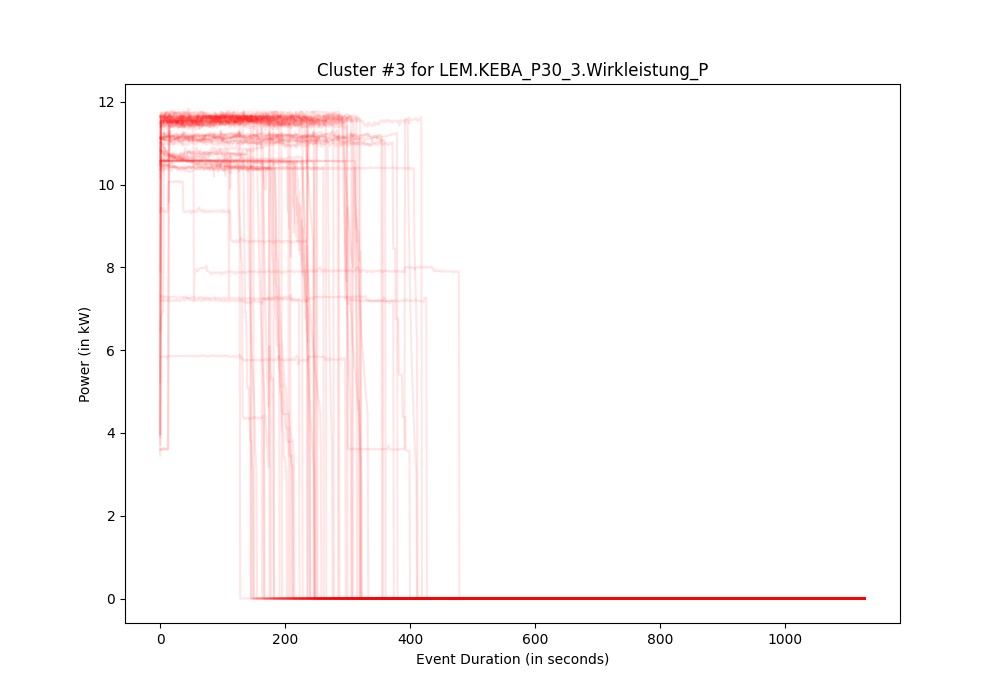 Cluster #3 for LEM.KEBA_P30_3.Wirkleistung_P
12
10
8
6
4
2
0
Power (in kW)
0 200 400 600 800 1000
Event Duration (in seconds)